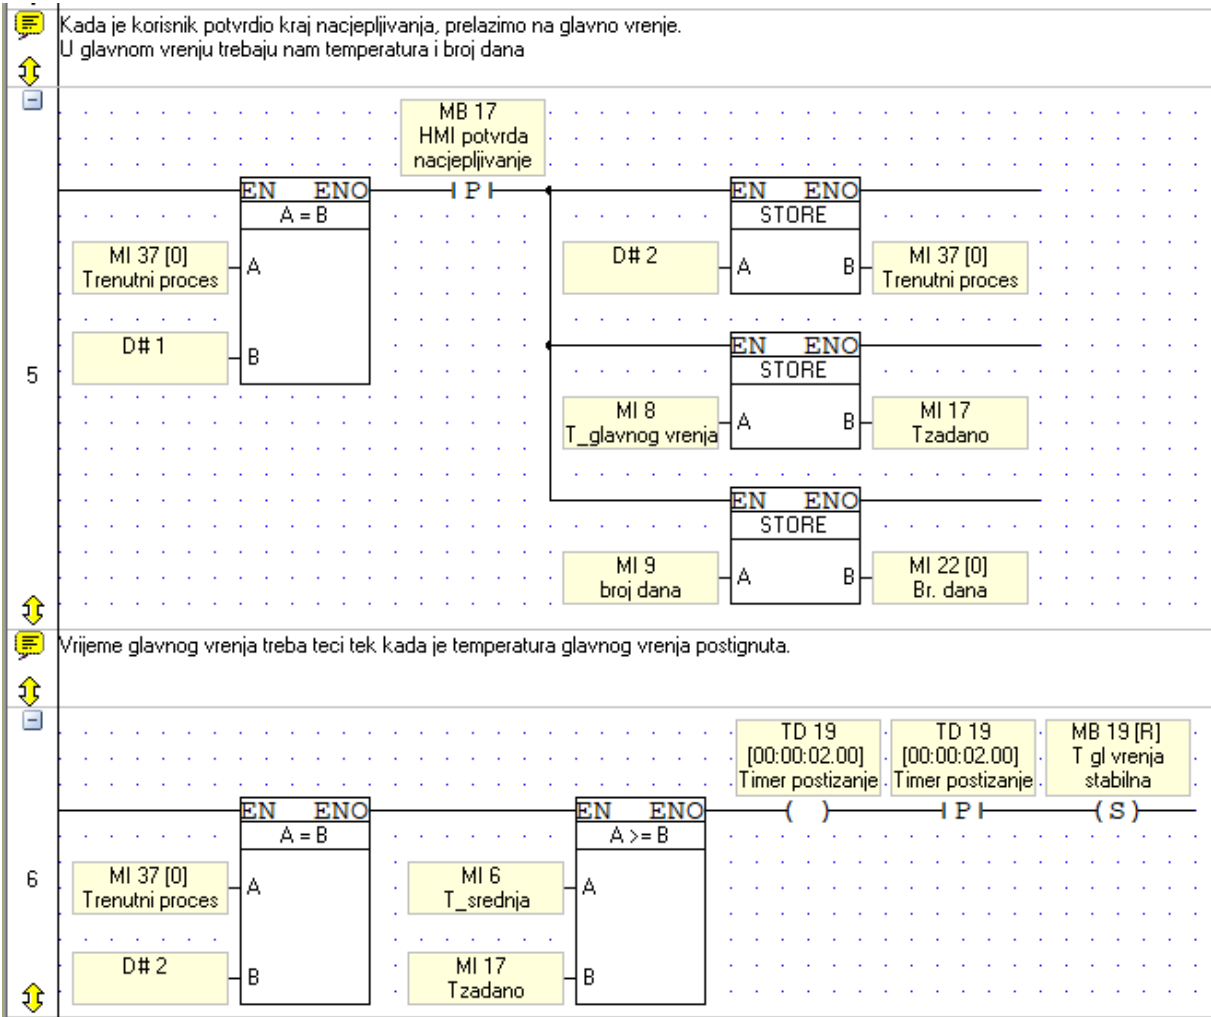 Kada je korisnik potvrdio kraj nacjepljivanja, prelazimo na glavno vrenje.
U glavnom vrenju trebaju nam temperatura i broj dana
5
MB 17
HMI potvrda
nacjepljivanje
EN ENO
A = B
MI 37 [0]
Trenutni proces
A
D# 1
B
P
EN ENO
STORE
D# 2
A
B
MI 37 [0]
Trenutni proces
EN ENO
STORE
MI 8
T_glavnog vrenja
A
B
MI 17
Tzadano
EN ENO
STORE
MI 9
broj dana
A
B
MI 22 [0]
Br. dana
Vrijeme glavnog vrenja treba teci tek kada je temperatura glavnog vrenja postignuta.
6
EN ENO
A = B
MI 37 [0]
Trenutni proces
A
D# 2
B
EN ENO
A >= B
MI 6
T_srednja
A
MI 17
Tzadano
B
TD 19
[00:00:02.00]
Timer postizanje
( )
TD 19
[00:00:02.00]
Timer postizanje
P
MB 19 [R]
T gl vrenja
stabilna
(S)